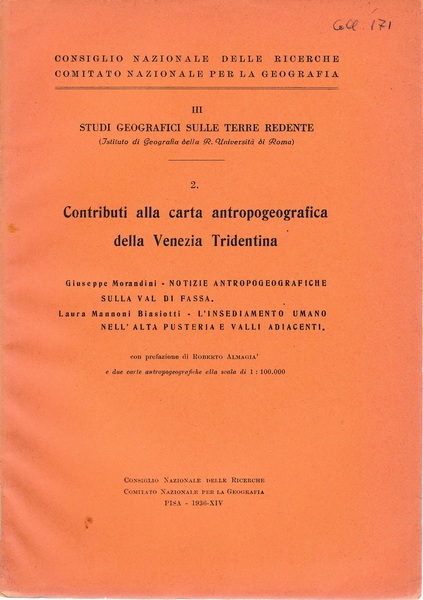 Coll. 171
CONSIGLIO NAZIONALE DELLE RICERCHE
COMITATO NAZIONALE PER LA GEOGRAFIA
III
STUDI GEOGRAFICI SULLE TERRE REDENTE
(Istituto di Geografia della R. Università di Roma)
2.
Contributi alla carta antropogeografica
della Venezia Tridentina
Giuseppe Morandini - NOTIZIE ANTROPOGEOGRAFICHE
SULLA VAL DI FASSA.
Laura Mannoni Biasiotti - L'INSEDIAMENTO UMANO
NELL'ALTA PUSTERIA E VALLI ADIACENTI.
con prefazione di ROBERTO ALMAGIA'
e due carte antropogeografiche alla scala di 1 : 100.000
CONSIGLIO NAZIONALE DELLE RICERCHE
COMITATO NAZIONALE PER LA GEOGRAFIA
PISA - 1936-XIV